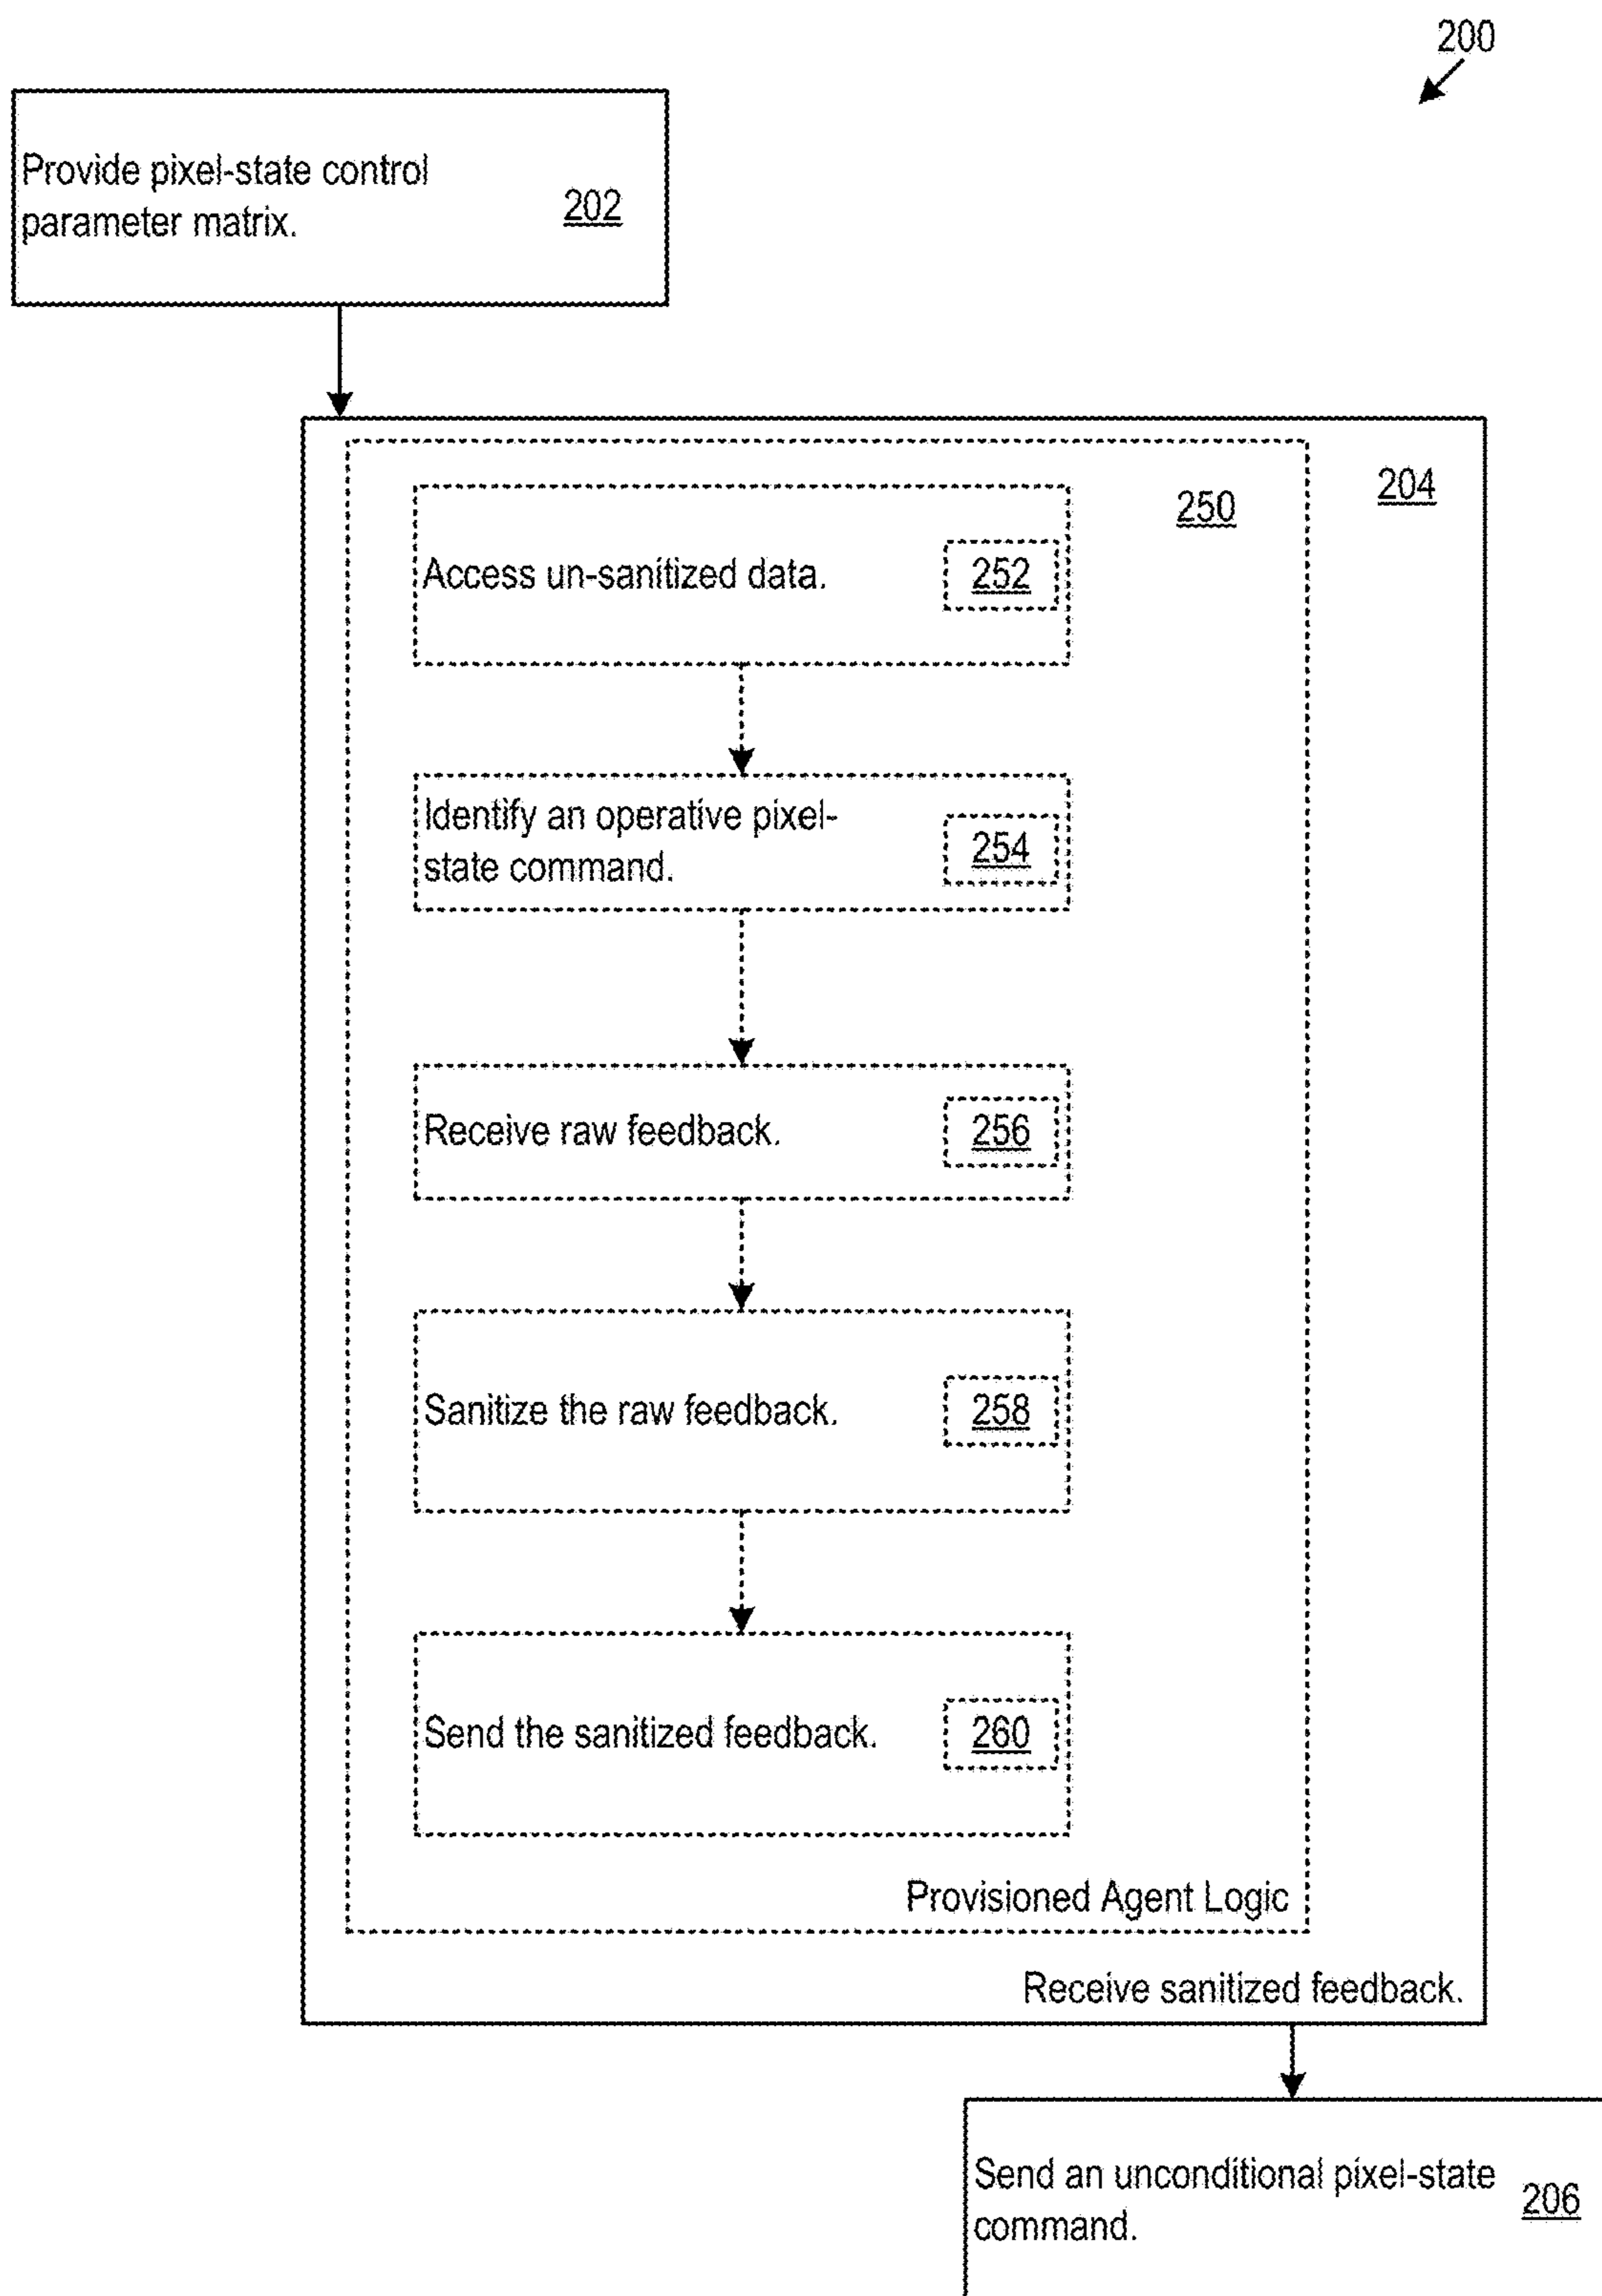 200
Provide pixel-state control
parameter matrix.
202
204
250
Access un-sanitized data.
252
Identify an operative pixel-
state command.
254
Receive raw feedback.
256
Sanitize the raw feedback.
258
Send the sanitized feedback.
260
Provisioned Agent Logic
Receive sanitized feedback.
Send an unconditional pixel-state
command.
206